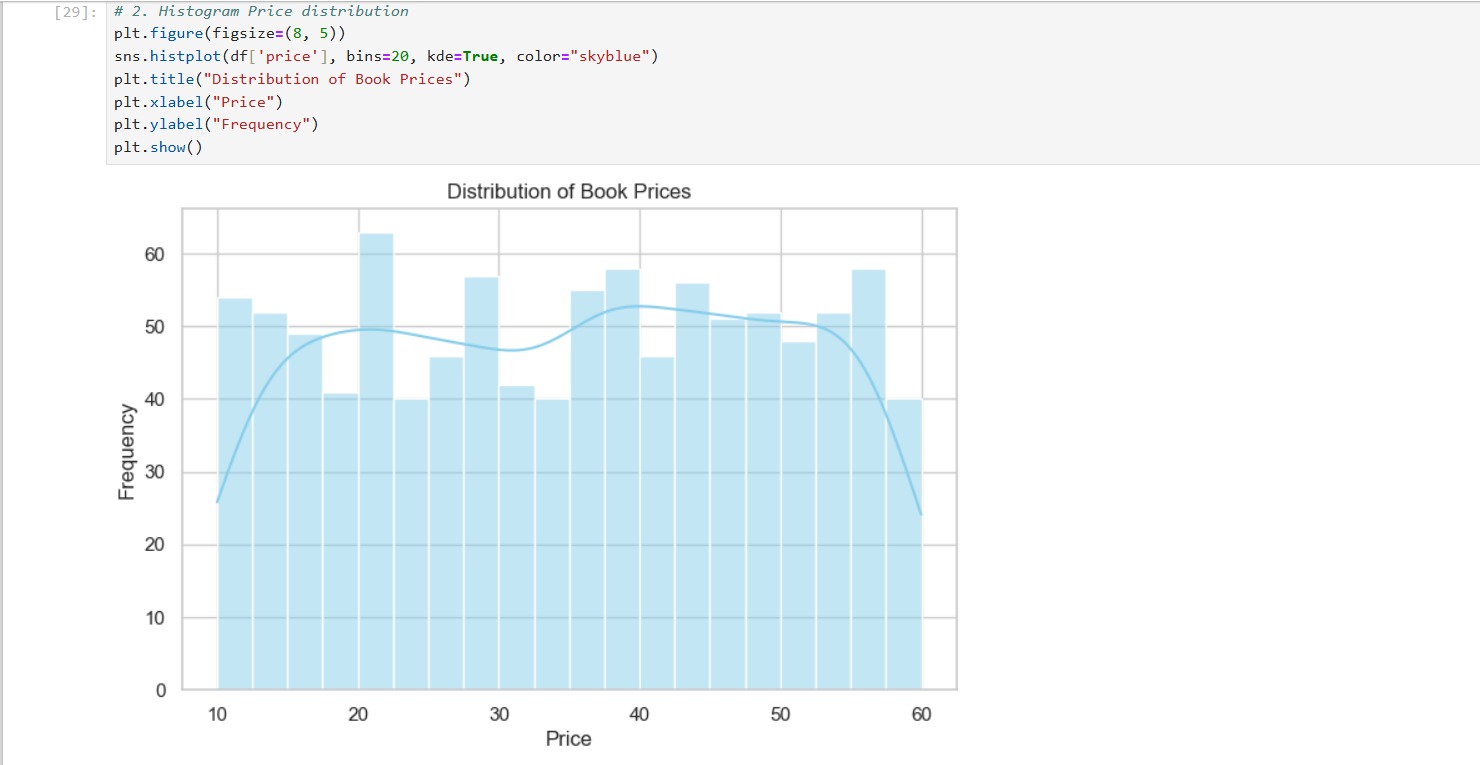 [29]: # 2. Histogram Price distribution
plt.figure(figsize=(8, 5))
sns.histplot(df['price'], bins=20, kde=True, color="skyblue")
plt.title("Distribution of Book Prices")
plt.xlabel("Price")
plt.ylabel("Frequency")
plt.show()
Distribution of Book Prices
60
50
40
30
20
10
0
Frequency
10 20 30 40 50 60
Price